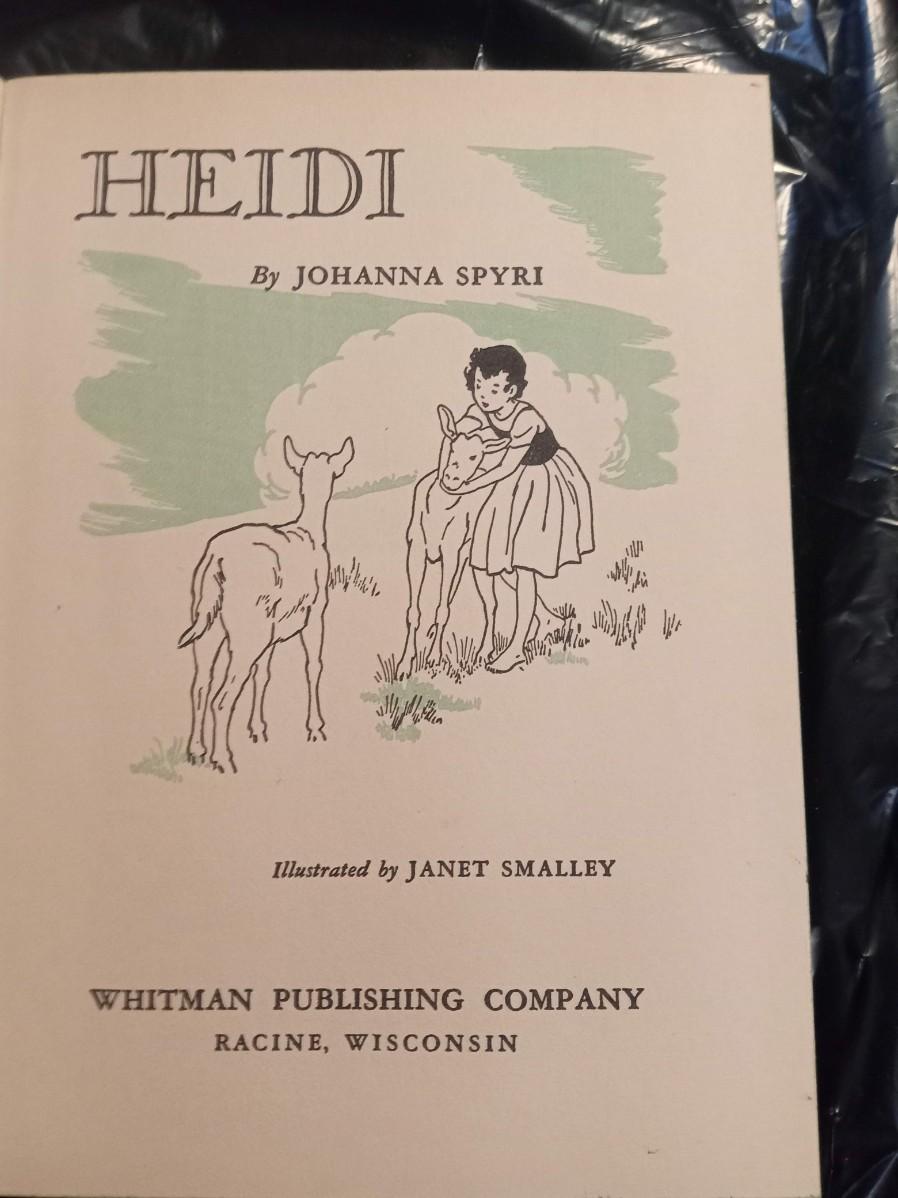 HEIDI
By JOHANNA SPYRI
Illustrated by JANET SMALLEY
WHITMAN PUBLISHING COMPANY
RACINE, WISCONSIN